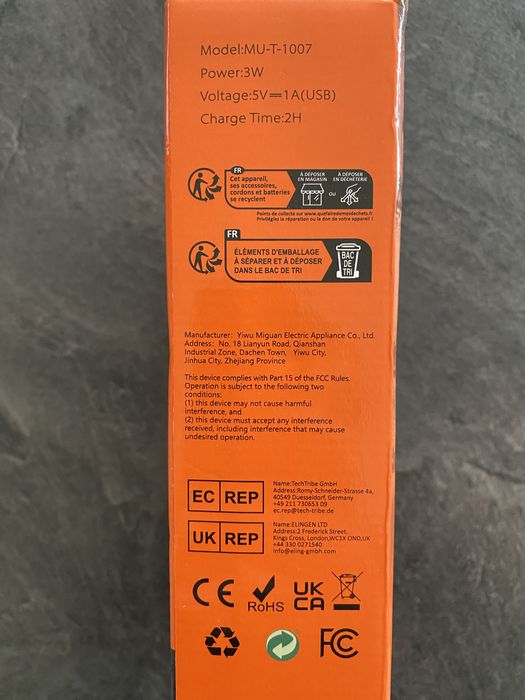 Model:MU-T-1007
Power:3W
Voltage:5V⎓1A(USB)
Charge Time:2H
FR
Cet appareil,
ses accessoires,
cordons et batteries
se recyclent
À DÉPOSER
EN MAGASIN
OU
À DÉPOSER
EN DÉCHÈTERIE
Points de collecte sur www.quefairedemesdechets.fr
Privilégiez la réparation ou le don de votre appareil !
FR
ÉLÉMENTS D'EMBALLAGE
À SÉPARER ET À DÉPOSER
DANS LE BAC DE TRI
BAC
DE
TRI
Manufacturer: Yiwu Miguan Electric Appliance Co., Ltd.
Address: No. 18 Lianyun Road, Qianshan
Industrial Zone, Dachen Town, Yiwu City,
Jinhua City, Zhejiang Province
This device complies with Part 15 of the FCC Rules.
Operation is subject to the following two
conditions:
(1) this device may not cause harmful
interference, and
(2) this device must accept any interference
received, including interference that may cause
undesired operation.
EC REP
Name:TechTribe GmbH
Address:Romy-Schneider-Strasse 4a,
40549 Duesseldorf, Germany
+49 211 730653 09
ec.rep@tech-tribe.de
UK REP
Name:ELINGEN LTD
Address:2 Frederick Street,
Kings Cross, London,WC1X OND,UK
+44 330 0271540
info@eling-gmbh.com
CE
RoHS
UK
CA
FC